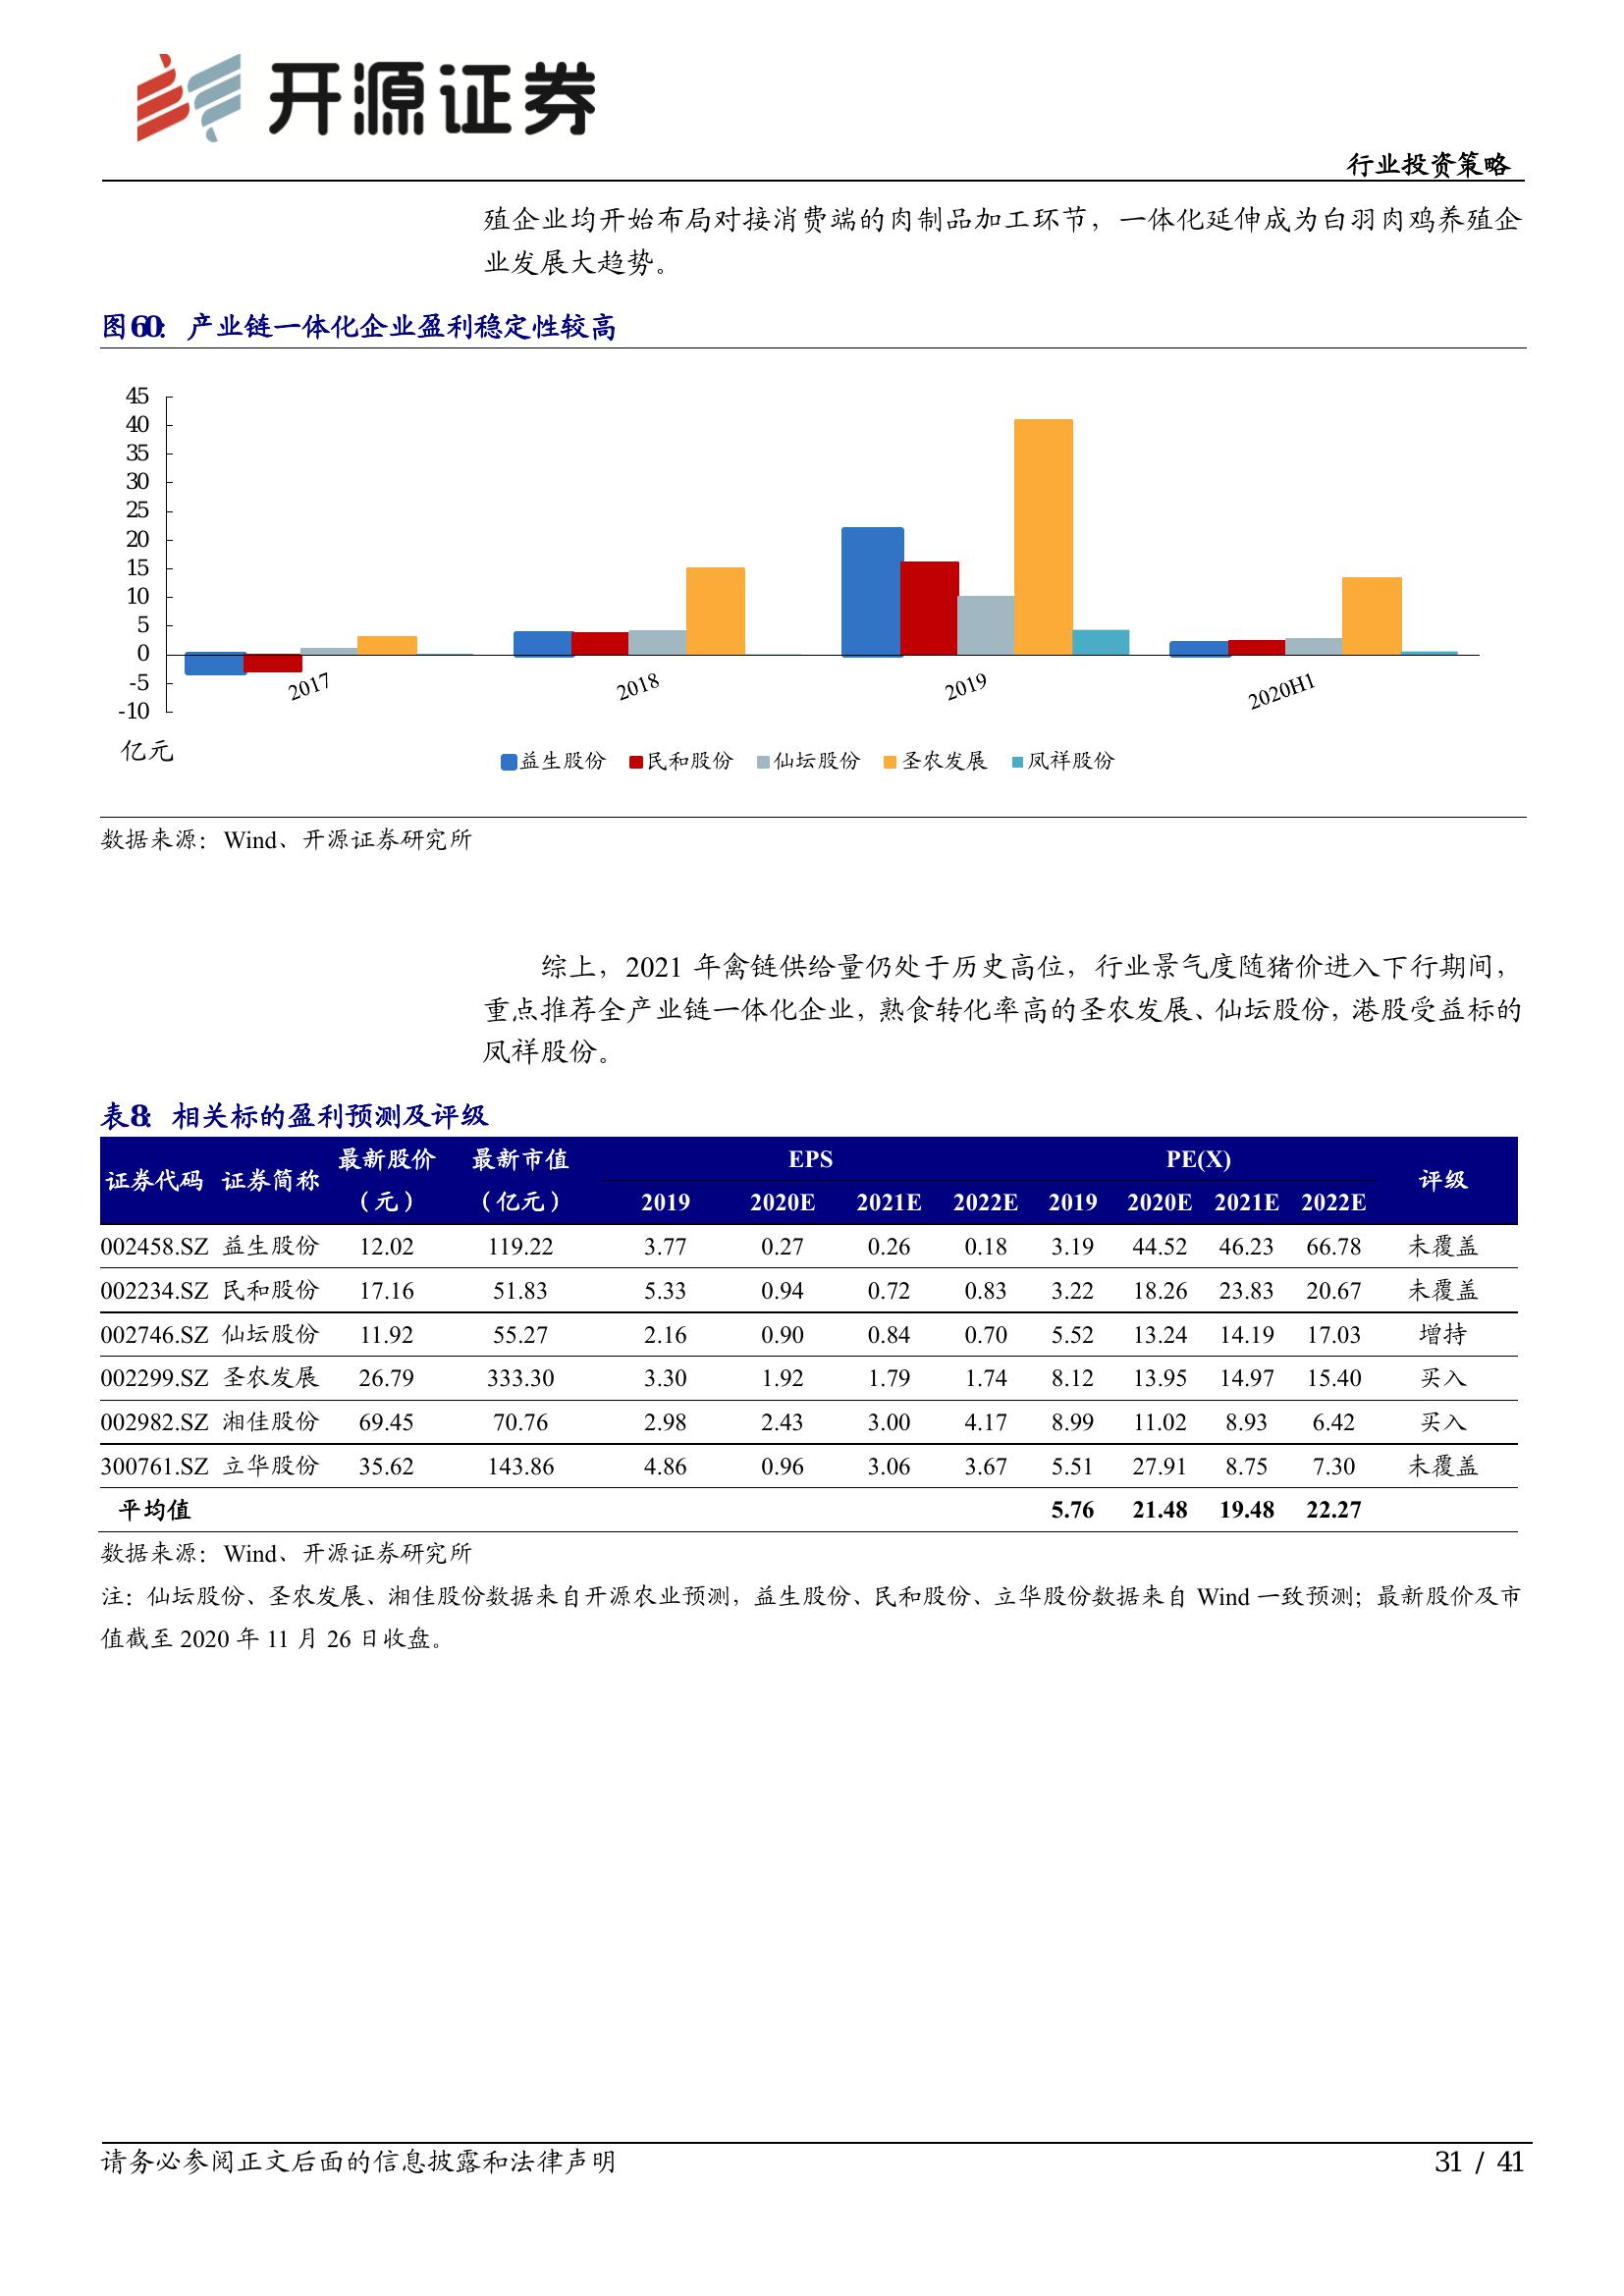 开源证券
行业投资策略
殖企业均开始布局对接消费端的肉制品加工环节，一体化延伸成为白羽肉鸡养殖企
业发展大趋势。
图60：产业链一体化企业盈利稳定性较高
45
40
35
30
25
20
15
10
5
0
-5
-10
亿元
2017 2018 2019 2020H1
益生股份 民和股份 仙坛股份 圣农发展 凤祥股份
数据来源：Wind、开源证券研究所
综上，2021 年禽链供给量仍处于历史高位，行业景气度随猪价进入下行期间，
重点推荐全产业链一体化企业，熟食转化率高的圣农发展、仙坛股份，港股受益标的
凤祥股份。
表8：相关标的盈利预测及评级
证券代码 证券简称 最新股价（元） 最新市值（亿元） EPS PE(X) 评级
2019 2020E 2021E 2022E 2019 2020E 2021E 2022E
002458.SZ 益生股份 12.02 119.22 3.77 0.27 0.26 0.18 3.19 44.52 46.23 66.78 未覆盖
002234.SZ 民和股份 17.16 51.83 5.33 0.94 0.72 0.83 3.22 18.26 23.83 20.67 未覆盖
002746.SZ 仙坛股份 11.92 55.27 2.16 0.90 0.84 0.70 5.52 13.24 14.19 17.03 增持
002299.SZ 圣农发展 26.79 333.30 3.30 1.92 1.79 1.74 8.12 13.95 14.97 15.40 买入
002982.SZ 湘佳股份 69.45 70.76 2.98 2.43 3.00 4.17 8.99 11.02 8.93 6.42 买入
300761.SZ 立华股份 35.62 143.86 4.86 0.96 3.06 3.67 5.51 27.91 8.75 7.30 未覆盖
平均值 5.76 21.48 19.48 22.27
数据来源：Wind、开源证券研究所
注：仙坛股份、圣农发展、湘佳股份数据来自开源农业预测，益生股份、民和股份、立华股份数据来自 Wind 一致预测；最新股价及市
值截至 2020 年 11 月 26 日收盘。
请务必参阅正文后面的信息披露和法律声明
31 / 41